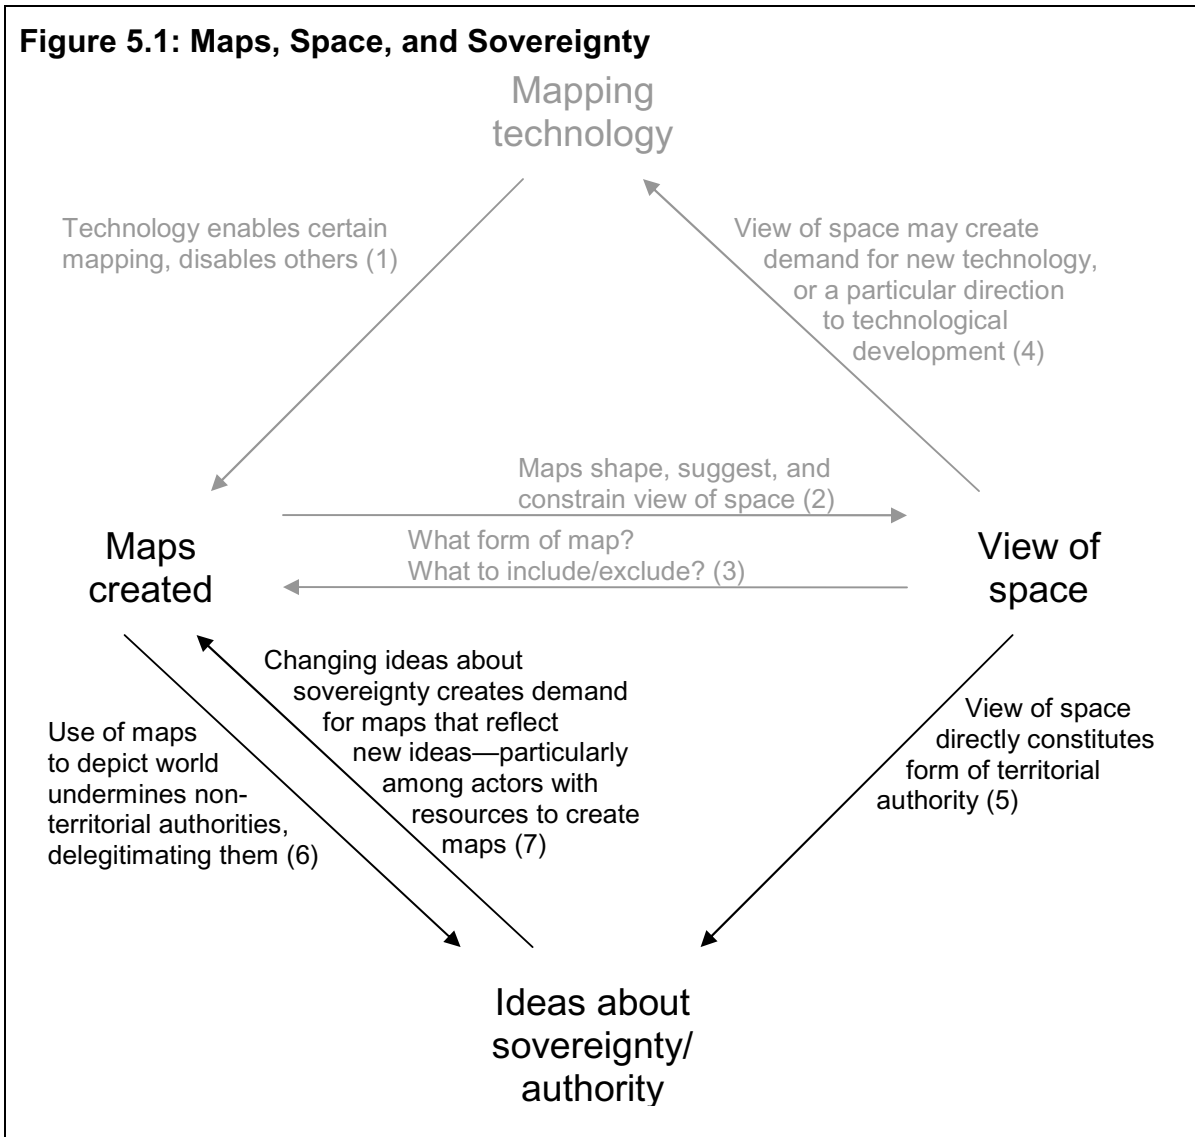 Figure 5.1: Maps, Space, and Sovereignty
Mapping
technology
Technology enables certain
mapping, disables others (1)
View of space may create
demand for new technology,
or a particular direction
to technological
development (4)
Maps shape, suggest, and
constrain view of space (2)
What form of map?
What to include/exclude? (3)
Maps
created
View of
space
Changing ideas about
sovereignty creates demand
for maps that reflect
new ideas—particularly
among actors with
resources to create
maps (7)
Use of maps
to depict world
undermines non-
territorial authorities,
delegitimating them (6)
View of space
directly constitutes
form of territorial
authority (5)
Ideas about
sovereignty/
authority